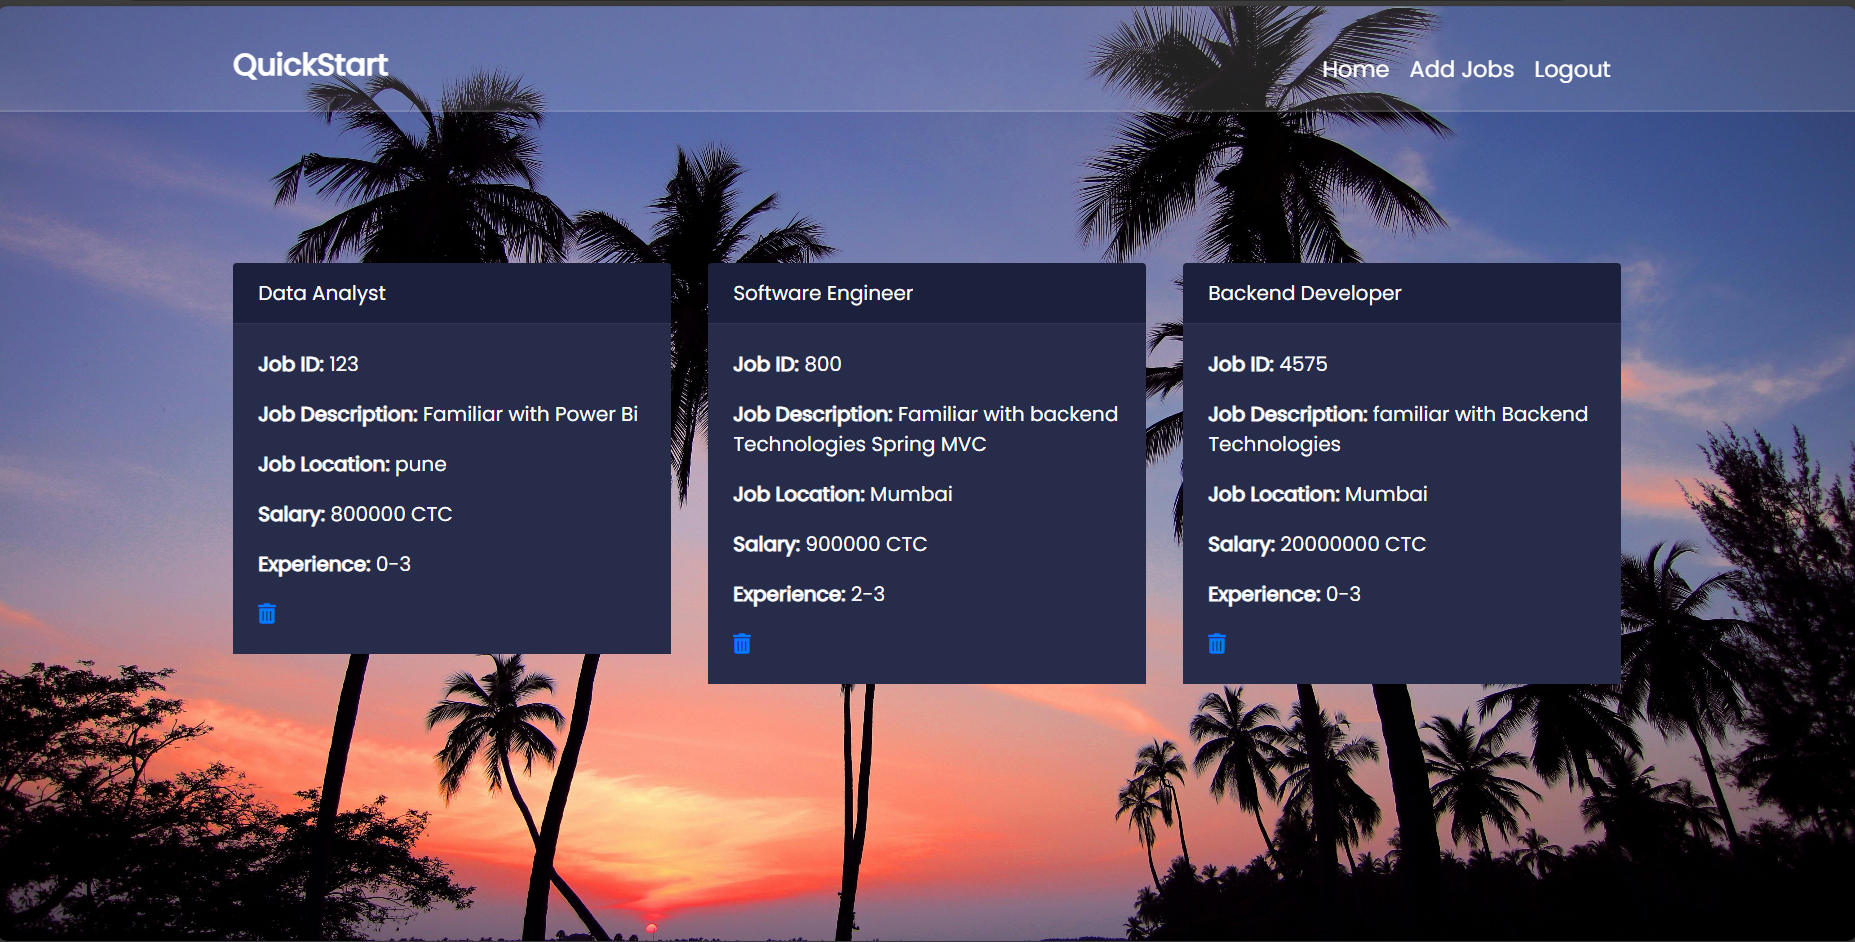 QuickStart
Home Add Jobs Logout
Data Analyst
Job ID: 123
Job Description: Familiar with Power Bi
Job Location: pune
Salary: 800000 CTC
Experience: 0-3
Software Engineer
Job ID: 800
Job Description: Familiar with backend
Technologies Spring MVC
Job Location: Mumbai
Salary: 900000 CTC
Experience: 2-3
Backend Developer
Job ID: 4575
Job Description: familiar with Backend
Technologies
Job Location: Mumbai
Salary: 20000000 CTC
Experience: 0-3